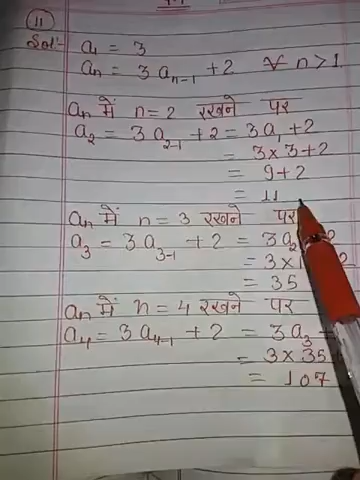 11
Sol:-
a₁ = 3
aₙ = 3aₙ₋₁ + 2 ∀ n > 1
aₙ में n = 2 रखने पर
a₂ = 3a₂₋₁ + 2 = 3a₁ + 2
= 3 × 3 + 2
= 9 + 2
= 11
aₙ में n = 3 रखने पर
a₃ = 3a₃₋₁ + 2 = 3a₂ 2
= 3 × 2
= 35
aₙ में n = 4 रखने पर
a₄ = 3a₄₋₁ + 2 = 3a₃
= 3 × 35
= 107